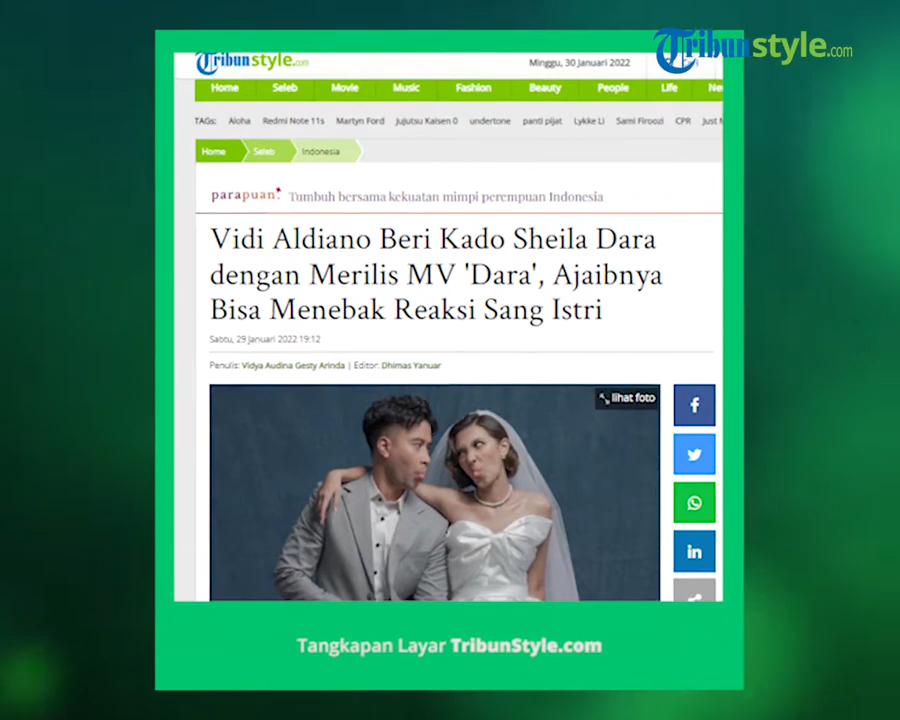 Tribunstyle.com
Tribunstyle.com
Minggu, 30 Januari 2022
Home Seleb Movie Music Fashion Beauty People Life
TAGs: Aloha Redmi Note 11s Martyn Ford Jujutsu Kaisen 0 undertone panti pijat Lykke Li Sami Firoozi CPR Just
Home Seleb Indonesia
parapuan. Tumbuh bersama kekuatan mimpi perempuan Indonesia
Vidi Aldiano Beri Kado Sheila Dara
dengan Merilis MV 'Dara', Ajaibnya
Bisa Menebak Reaksi Sang Istri
Sabtu, 29 Januari 2022 19:12
Penulis: Vidya Audina Gesty Arinda | Editor: Dhimas Yanuar
lihat foto
Tangkapan Layar TribunStyle.com